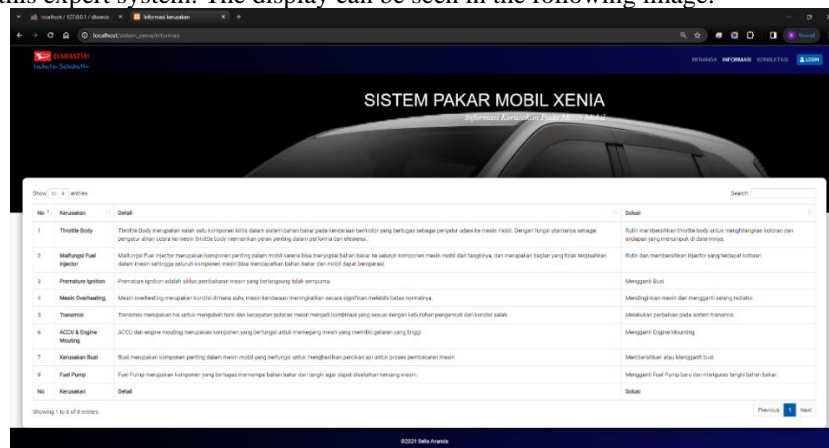 this expert system. The display can be seen in the following image:
localhost / 127.0.0.1 / dbxenia
Informasi kerusakan
localhost/sistem_xenia/informasi
DAIHATSU
Daihatsu Sahabatku
BERANDA INFORMASI KONSULTASI LOGIN
SISTEM PAKAR MOBIL XENIA
Informasi Kerusakan Pada Mesin Mobil
Show 10 entries Search:
No Kerusakan Detail Solusi
1 Throttle Body Throttle Body merupakan salah satu komponen kritis dalam sistem bahan bakar pada kendaraan bermotor yang bertugas sebagai penyalur udara ke mesin mobil. Dengan fungsi utamanya sebagai
pengatur aliran udara ke mesin throttle body memainkan peran penting dalam performa dan efesiensi.
Rutin membersihkan throttle body untuk menghilangkan kotoran dan
endapan yang menumpuk di dalamnya.
2 Malfungsi Fuel
Injector
Malfungsi Fuel Injector merupakan komponen penting dalam mobil karena bisa menyuplai bahan bakar ke seluruh komponen mesin mobil dari tangkinya, dan merupakan bagian yang tidak terpisahkan
dalam mesin sehingga seluruh komponen mesin bisa mendapatkan bahan bakar dan mobil dapat beroperasi.
Rutin dan membersihkan injector yang terdapat kotoran.
3 Premature Ignition Premature ignition adalah siklus pembakaran mesin yang berlangsung tidak sempurna. Mengganti Busi
4 Mesin Overheating Mesin overheating merupakan kondisi dimana suhu mesin kendaraan meningkatkan secara signifikan melebihi batas normalnya. Mendinginkan mesin dan mengganti selang radiator.
5 Transmisi Transmisi merupakan hal untuk mengubah torsi dan kecepatan putaran mesin menjadi kombinasi yang sesuai dengan kebutuhan pengemudi dan kondisi jalan. Melakukan perbaikan pada sistem transmisi.
6 ACCU & Engine
Mouting
ACCU dan engine mouting merupakan komponen yang berfungsi untuk memegang mesin yang memiliki getaran yang tinggi. Mengganti Engine Mounting
7 Kerusakan Busi Busi merupakan komponen penting dalam mesin mobil yang berfungsi untuk menghasilkan percikan api untuk proses pembakaran mesin. Membersihkan atau Mengganti busi.
8 Fuel Pump Fuel Pump merupakan komponen yang bertugas memompa bahan bakar dari tangki agar dapat disalurkan ke ruang mesin. Mengganti Fuel Pump baru dan menguras tangki bahan bakar.
No Kerusakan Detail Solusi
Showing 1 to 8 of 8 entries Previous 1 Next
©2024 Bella Ananda